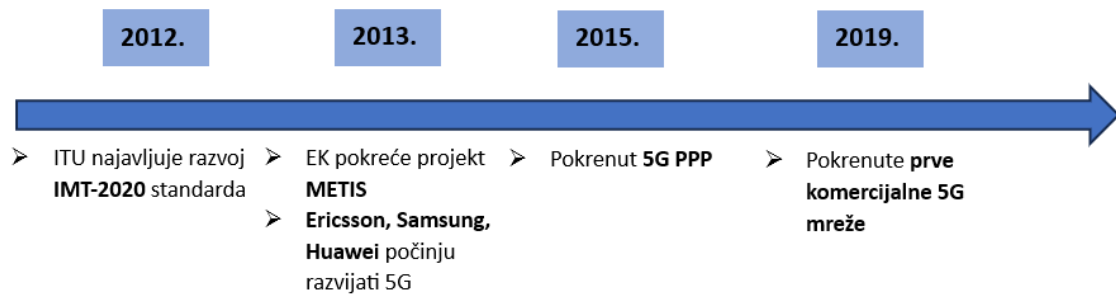 2012.
2013.
2015.
2019.
➢ ITU najavljuje razvoj
IMT-2020 standarda
➢ EK pokreće projekt
METIS
➢ Ericsson, Samsung,
Huawei počinju
razvijati 5G
➢ Pokrenut 5G PPP
➢ Pokrenute prve
komercijalne 5G
mreže